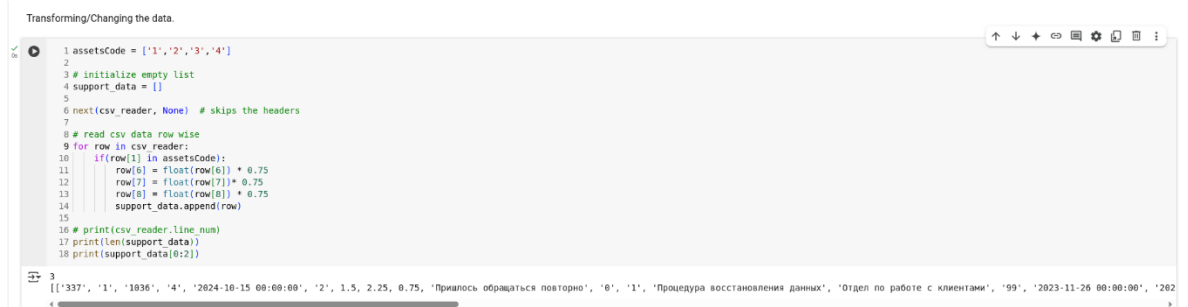 Transforming/Changing the data.
1 assetsCode = ['1','2','3','4']
2
3 # initialize empty list
4 support_data = []
5
6 next(csv_reader, None)  # skips the headers
7
8 # read csv data row wise
9 for row in csv_reader:
10     if(row[1] in assetsCode):
11         row[6] = float(row[6]) * 0.75
12         row[7] = float(row[7])* 0.75
13         row[8] = float(row[8]) * 0.75
14         support_data.append(row)
15
16 # print(csv_reader.line_num)
17 print(len(support_data))
18 print(support_data[0:2])
3
[['337', '1', '1036', '4', '2024-10-15 00:00:00', '2', 1.5, 2.25, 0.75, 'Пришлось обращаться повторно', '0', '1', 'Процедура восстановления данных', 'Отдел по работе с клиентами', '99', '2023-11-26 00:00:00', '202